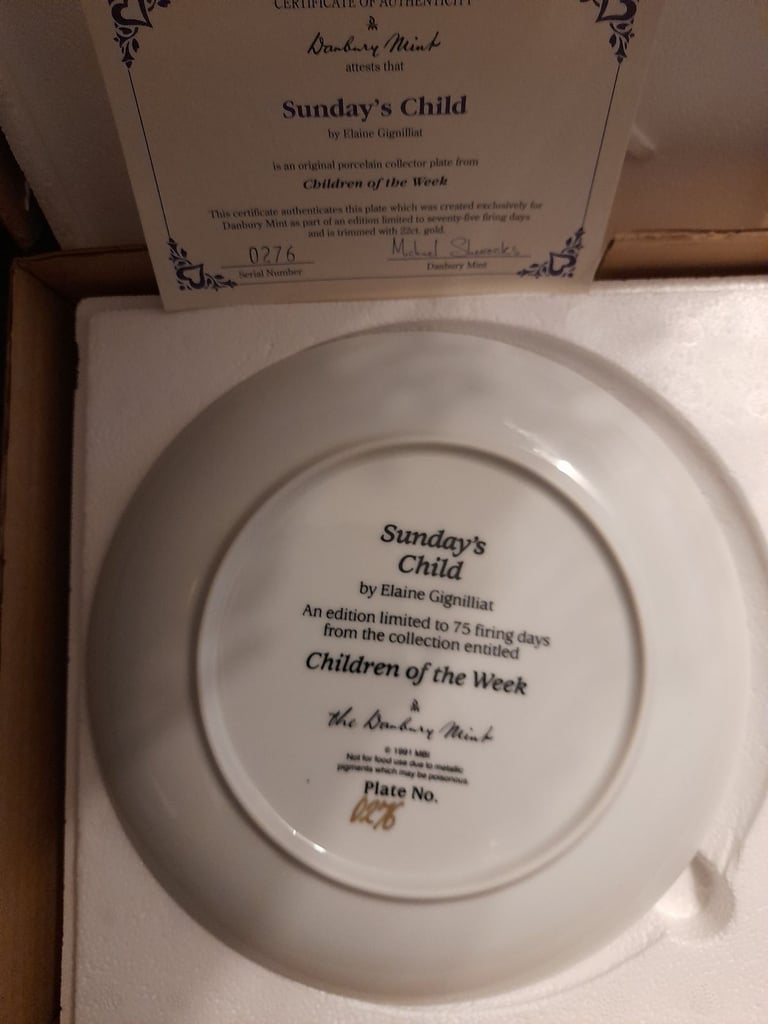 CERTIFICATE OF AUTHENTICITY
Danbury Mint
attests that
Sunday's Child
by Elaine Gignilliat
is an original porcelain collector plate from
Children of the Week
This certificate authenticates this plate which was created exclusively for
Danbury Mint as part of an edition limited to seventy-five firing days
and is trimmed with 22ct. gold.
0276
Michael
Serial Number
Danbury Mint
Sunday's
Child
by Elaine Gignilliat
An edition limited to 75 firing days
from the collection entitled
Children of the Week
the Danbury Mint
© 1991 MBI
Not for food use due to metallic
pigments which may be poisonous.
Plate No.
0276